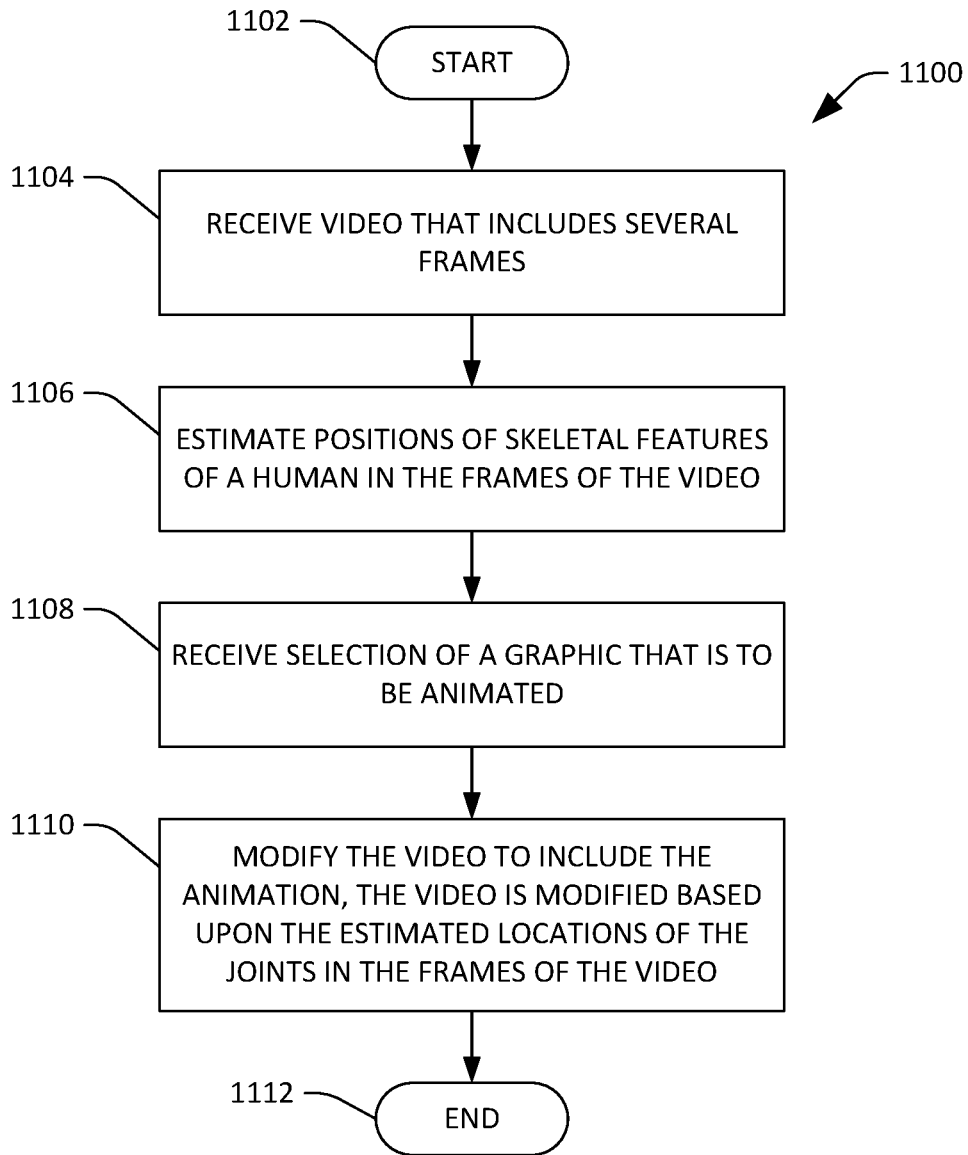 1102
START
1100
1104
RECEIVE VIDEO THAT INCLUDES SEVERAL
FRAMES
1106
ESTIMATE POSITIONS OF SKELETAL FEATURES
OF A HUMAN IN THE FRAMES OF THE VIDEO
1108
RECEIVE SELECTION OF A GRAPHIC THAT IS TO
BE ANIMATED
1110
MODIFY THE VIDEO TO INCLUDE THE
ANIMATION, THE VIDEO IS MODIFIED BASED
UPON THE ESTIMATED LOCATIONS OF THE
JOINTS IN THE FRAMES OF THE VIDEO
1112
END